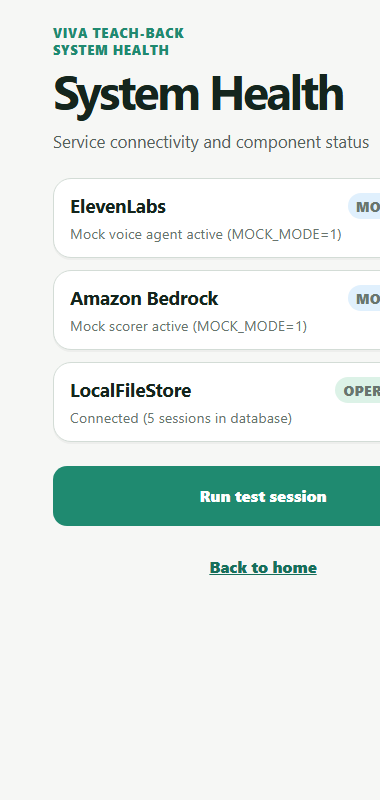 VIVA TEACH-BACK
SYSTEM HEALTH
System Health
Service connectivity and component status
ElevenLabs
Mock voice agent active (MOCK_MODE=1)
Amazon Bedrock
Mock scorer active (MOCK_MODE=1)
LocalFileStore
Connected (5 sessions in database)
Run test session
Back to home